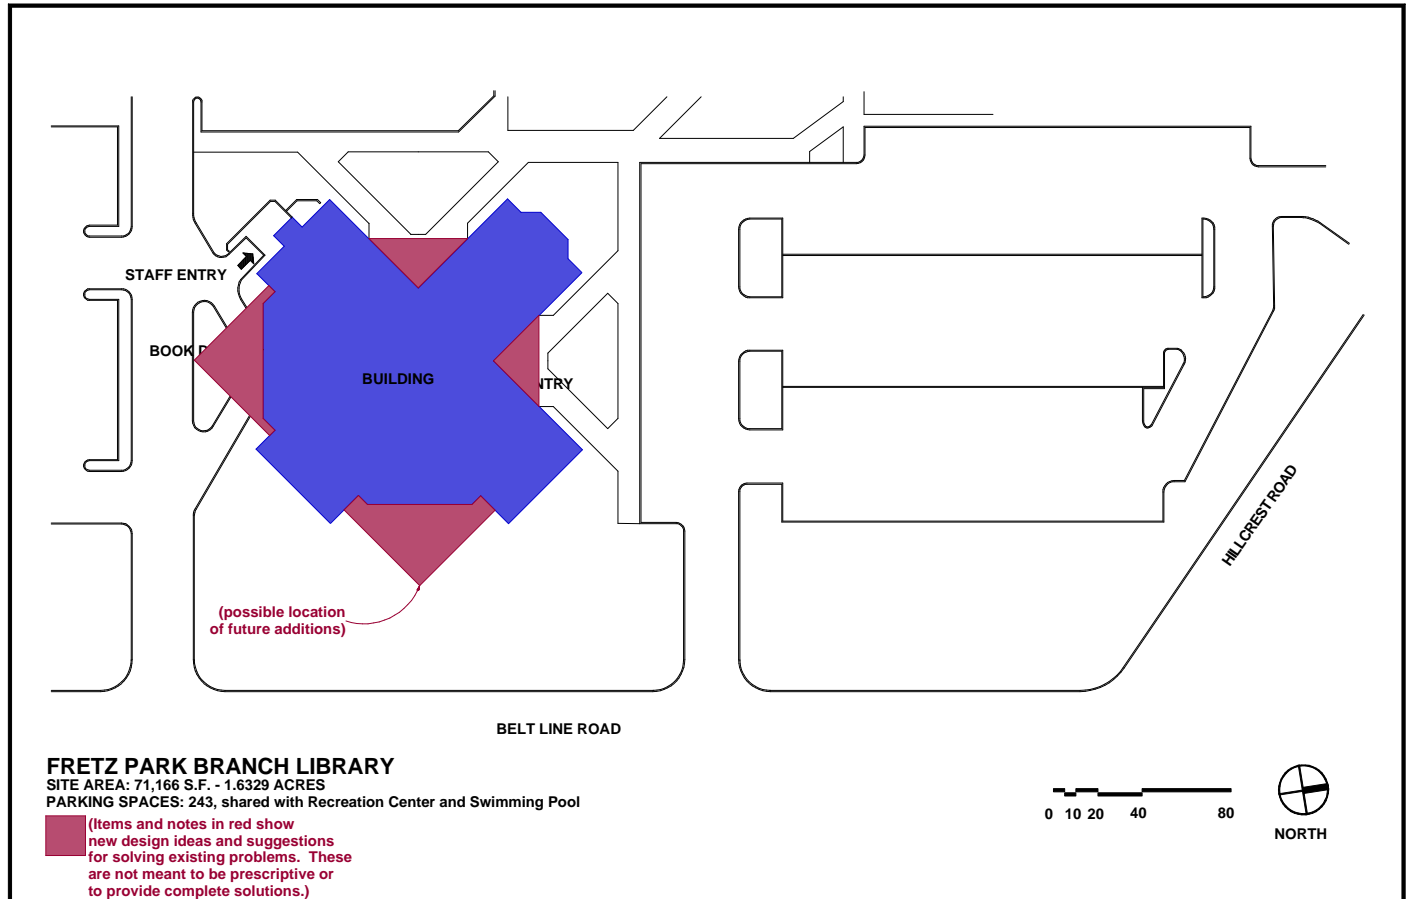 STAFF ENTRY
BOOK
BUILDING
NTRY
HILLCREST ROAD
(possible location
of future additions)
BELT LINE ROAD
FRETZ PARK BRANCH LIBRARY
SITE AREA: 71,166 S.F. - 1.6329 ACRES
PARKING SPACES: 243, shared with Recreation Center and Swimming Pool
(Items and notes in red show
new design ideas and suggestions
for solving existing problems.  These
are not meant to be prescriptive or
to provide complete solutions.)
0 10 20 40 80
NORTH